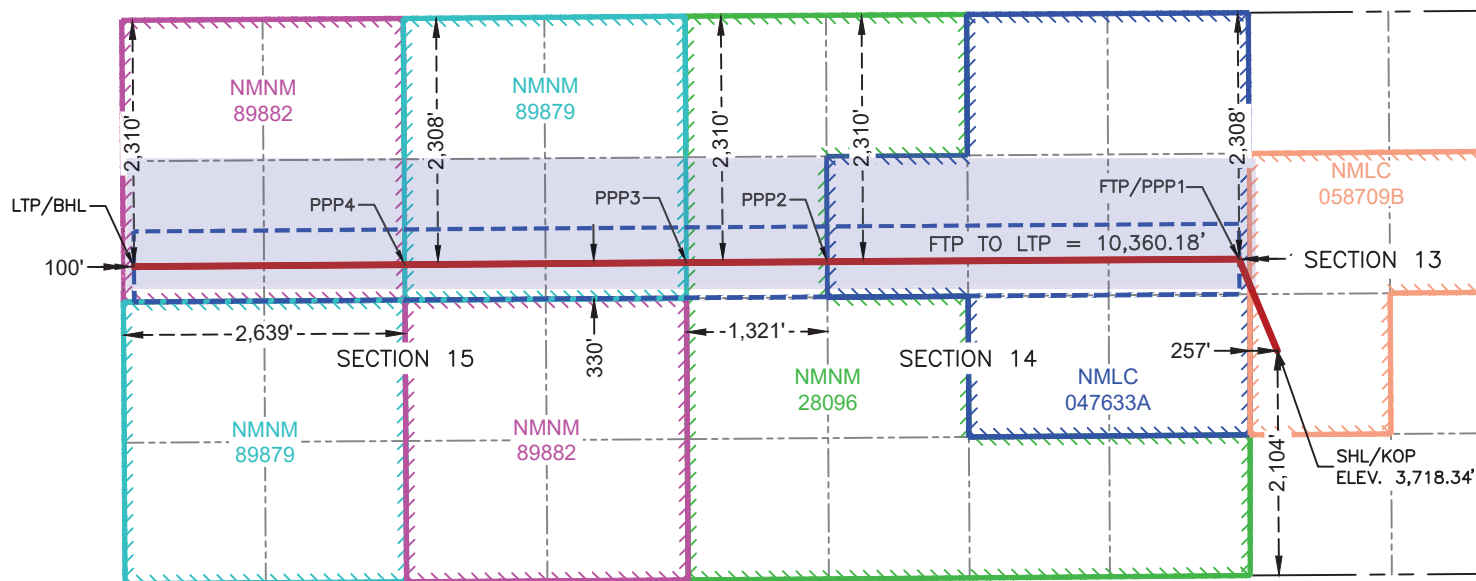 NMNM
89882
NMNM
89879
NMLC
058709B
2,310'
2,308'
2,310'
2,310'
2,308'
LTP/BHL
PPP4
PPP3
PPP2
FTP/PPP1
FTP TO LTP = 10,360.18'
100'
SECTION 13
2,639'
SECTION 15
330'
1,321'
SECTION 14
257'
NMNM
28096
NMLC
047633A
NMNM
89879
NMNM
89882
2,104'
SHL/KOP
ELEV. 3,718.34'